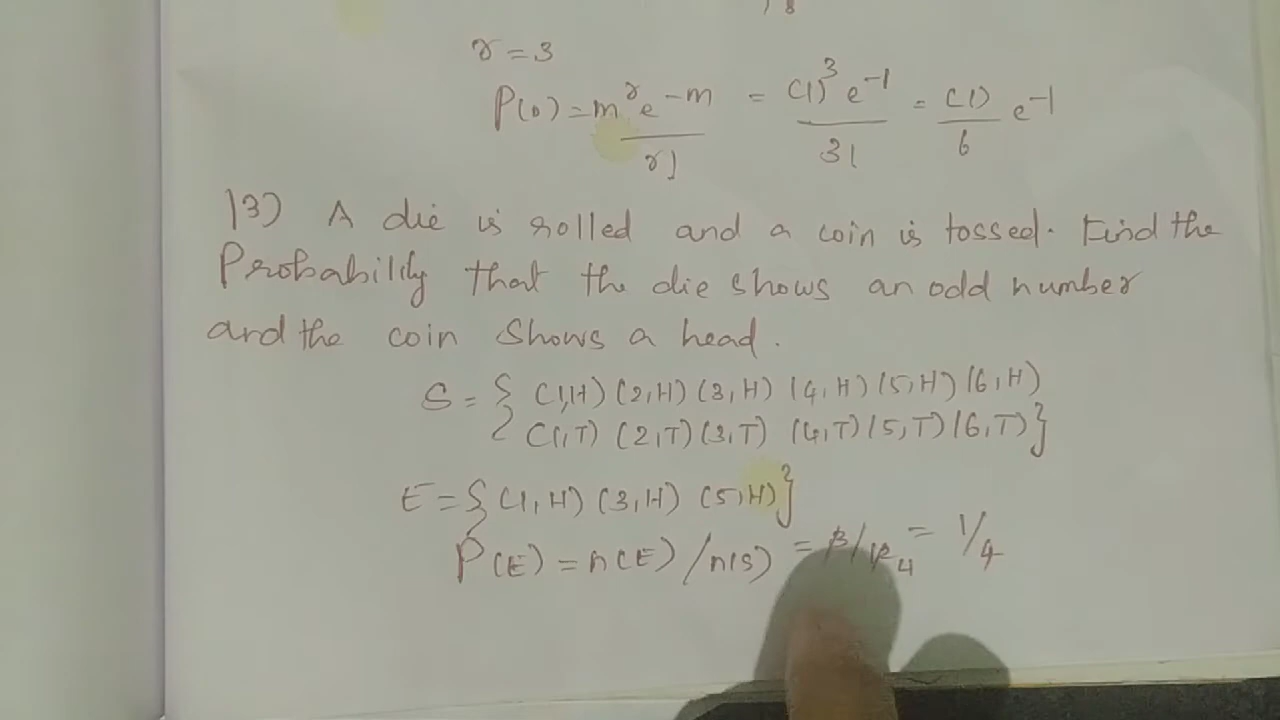 r = 3
P(0) = m^r e^-m / r! = (1)^3 e^-1 / 3! = (1) / 6 e^-1
13) A die is rolled and a coin is tossed. Find the
Probability that the die shows an odd number
and the coin shows a head.
S = { (1,H) (2,H) (3,H) (4,H) (5,H) (6,H)
(1,T) (2,T) (3,T) (4,T) (5,T) (6,T) }
E = { (1,H) (3,H) (5,H) }
P(E) = n(E) / n(S) = 3/12 4 = 1/4